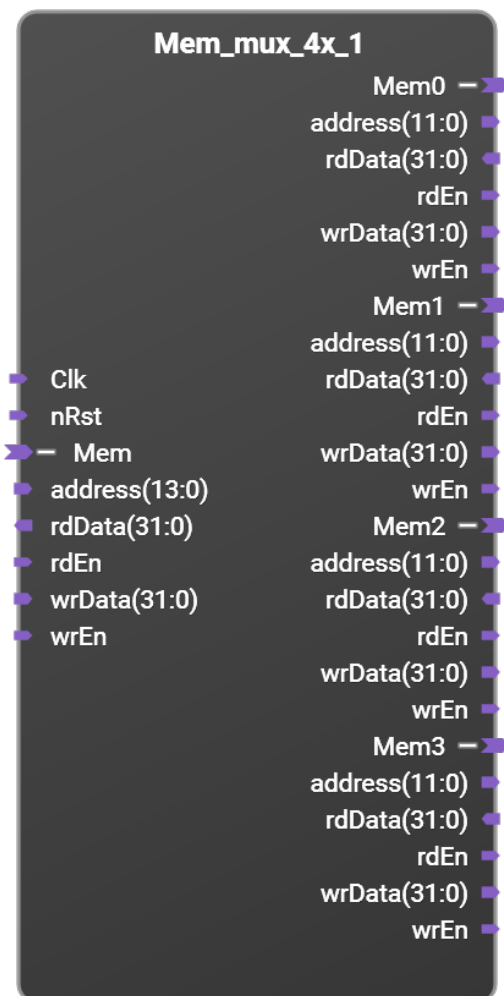 Mem_mux_4x_1
Clk
nRst
Mem
address(13:0)
rdData(31:0)
rdEn
wrData(31:0)
wrEn
Mem0
address(11:0)
rdData(31:0)
rdEn
wrData(31:0)
wrEn
Mem1
address(11:0)
rdData(31:0)
rdEn
wrData(31:0)
wrEn
Mem2
address(11:0)
rdData(31:0)
rdEn
wrData(31:0)
wrEn
Mem3
address(11:0)
rdData(31:0)
rdEn
wrData(31:0)
wrEn